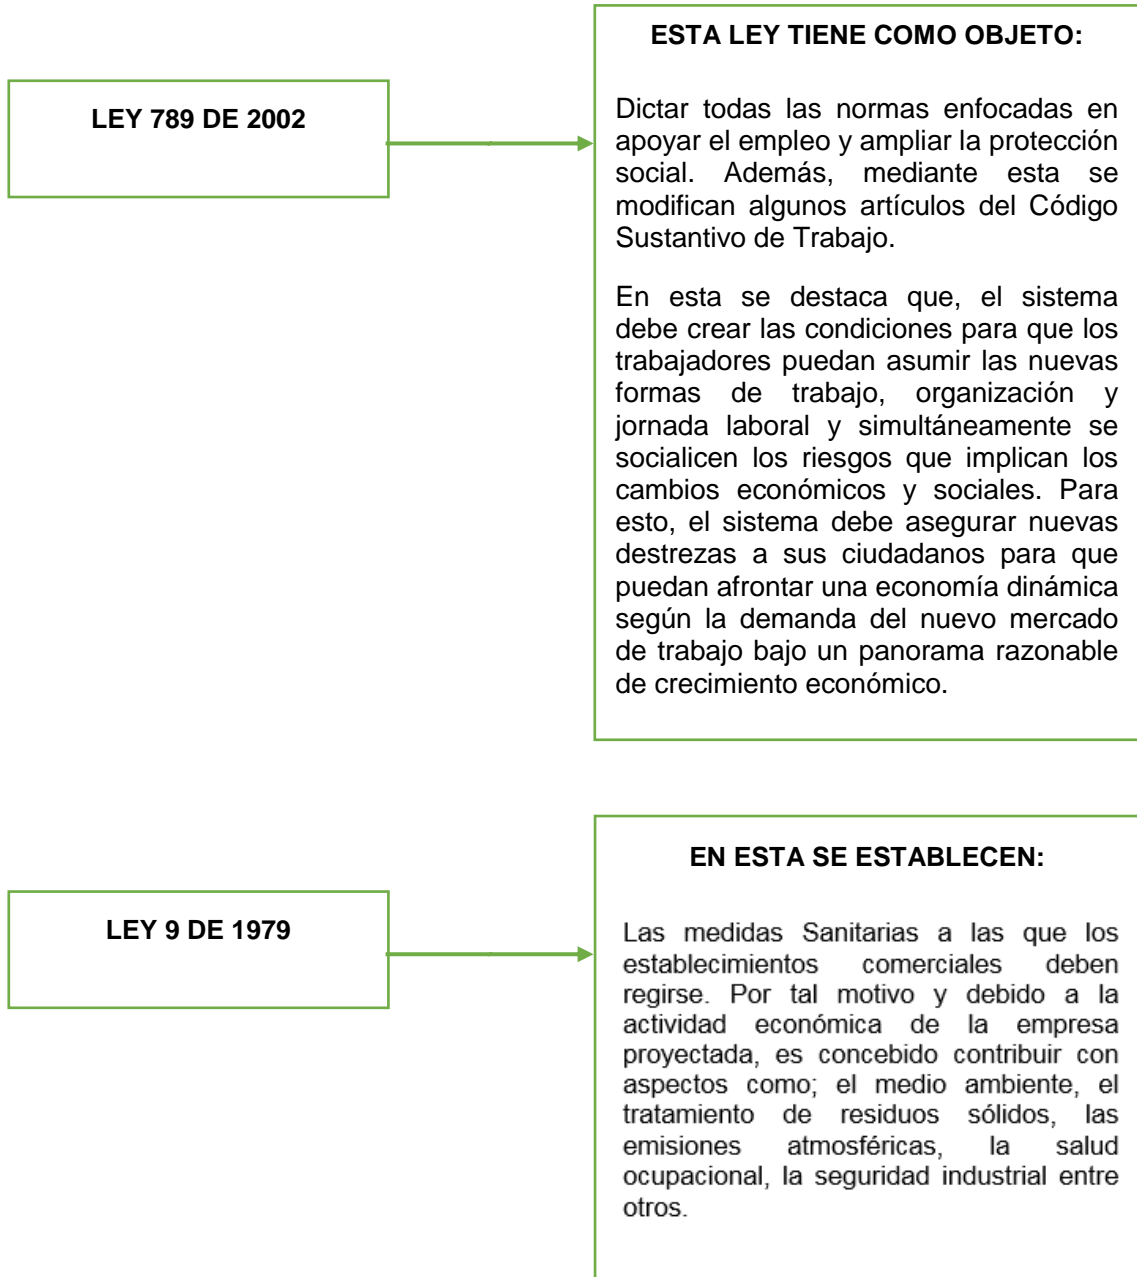 ESTA LEY TIENE COMO OBJETO:
LEY 789 DE 2002
Dictar todas las normas enfocadas en
apoyar el empleo y ampliar la protección
social. Además, mediante esta se
modifican algunos artículos del Código
Sustantivo de Trabajo.
En esta se destaca que, el sistema
debe crear las condiciones para que los
trabajadores puedan asumir las nuevas
formas de trabajo, organización y
jornada laboral y simultáneamente se
socialicen los riesgos que implican los
cambios económicos y sociales. Para
esto, el sistema debe asegurar nuevas
destrezas a sus ciudadanos para que
puedan afrontar una economía dinámica
según la demanda del nuevo mercado
de trabajo bajo un panorama razonable
de crecimiento económico.
EN ESTA SE ESTABLECEN:
LEY 9 DE 1979
Las medidas Sanitarias a las que los
establecimientos comerciales deben
regirse. Por tal motivo y debido a la
actividad económica de la empresa
proyectada, es concebido contribuir con
aspectos como; el medio ambiente, el
tratamiento de residuos sólidos, las
emisiones atmosféricas, la salud
ocupacional, la seguridad industrial entre
otros.